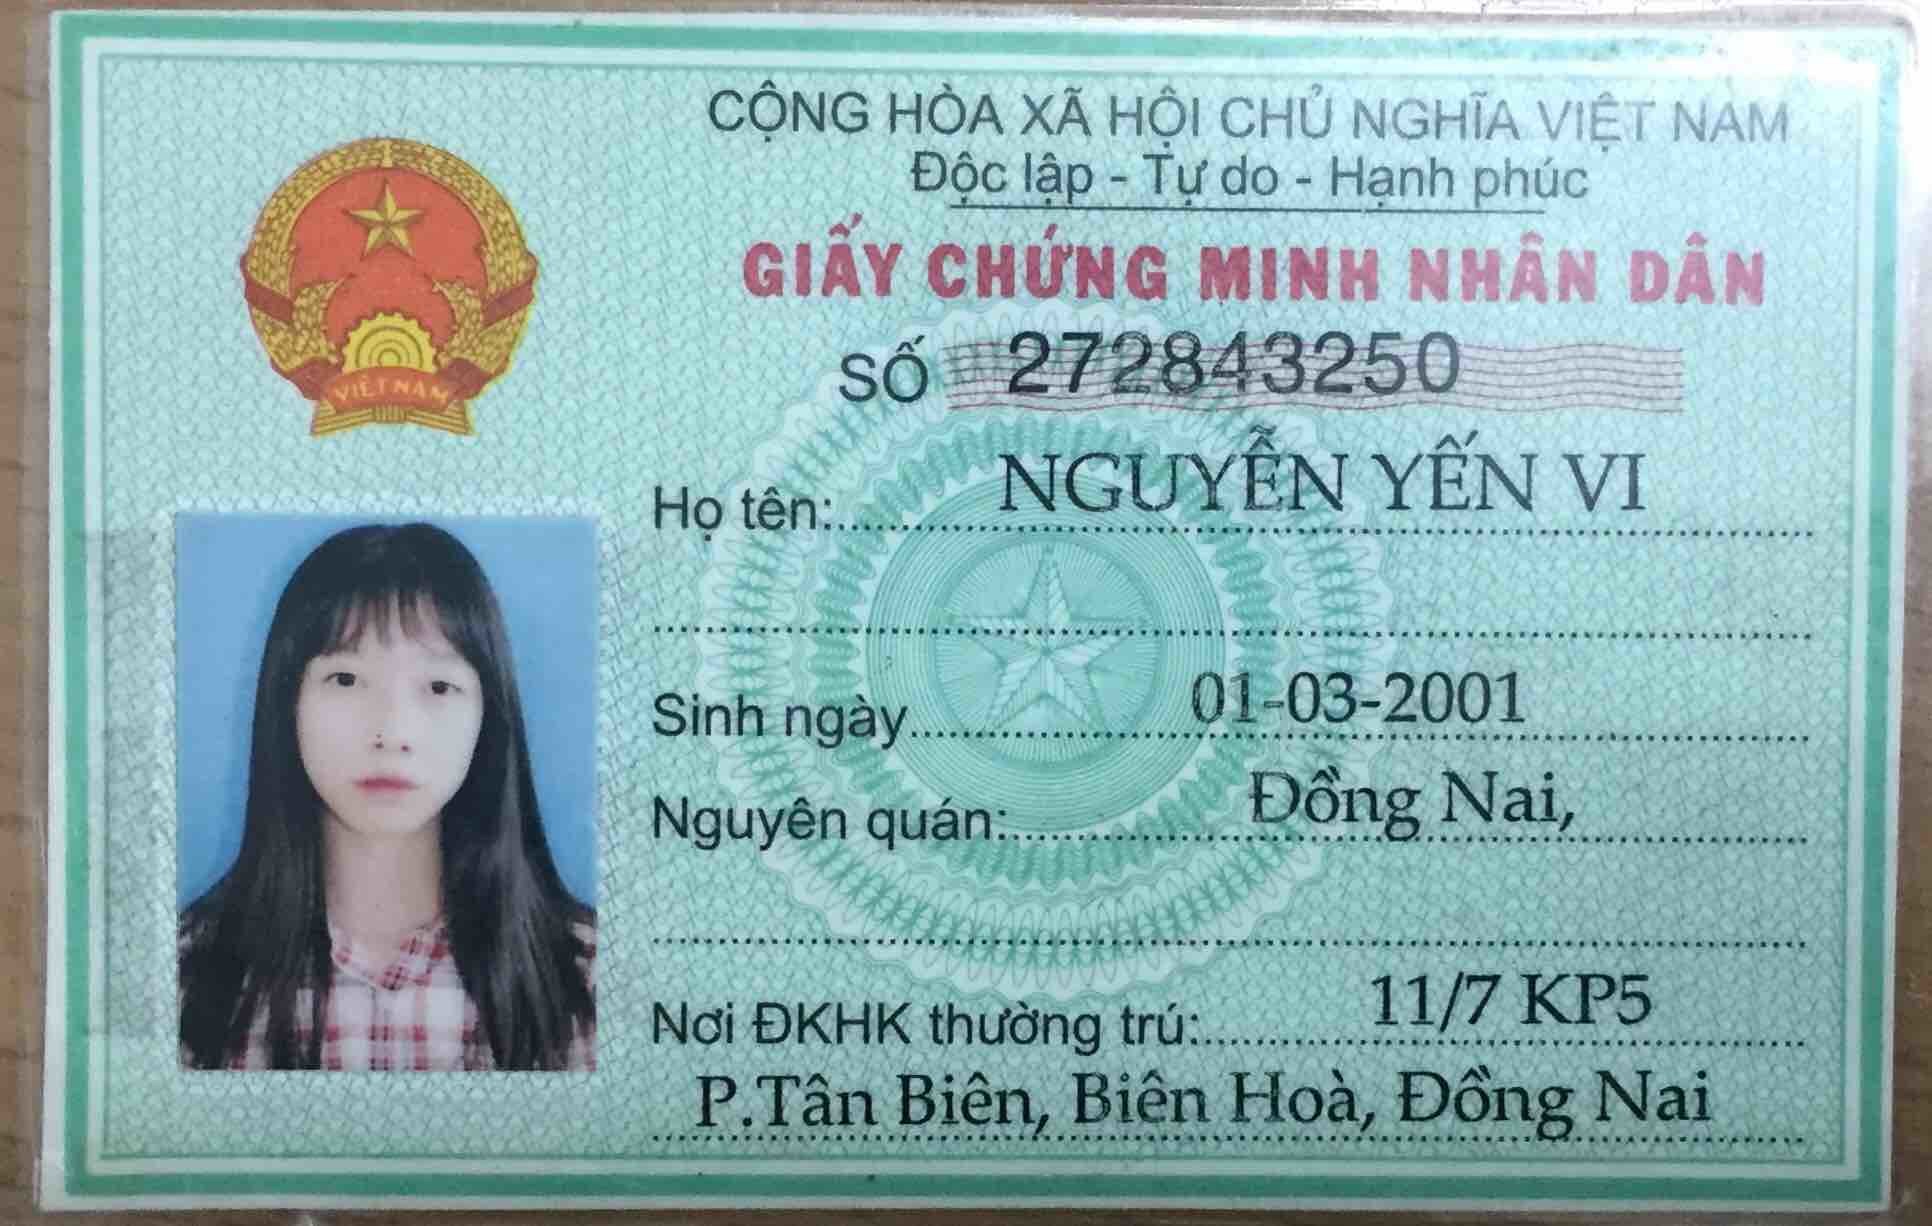 CỘNG HÒA XÃ HỘI CHỦ NGHĨA VIỆT NAM
Độc lập - Tự do - Hạnh phúc
GIẤY CHỨNG MINH NHÂN DÂN
SỐ 272843250
VIỆT NAM
Họ tên: NGUYỄN YẾN VI
Sinh ngày 01-03-2001
Nguyên quán: Đồng Nai,
Nơi ĐKHK thường trú: 11/7 KP5
P.Tân Biên, Biên Hoà, Đồng Nai